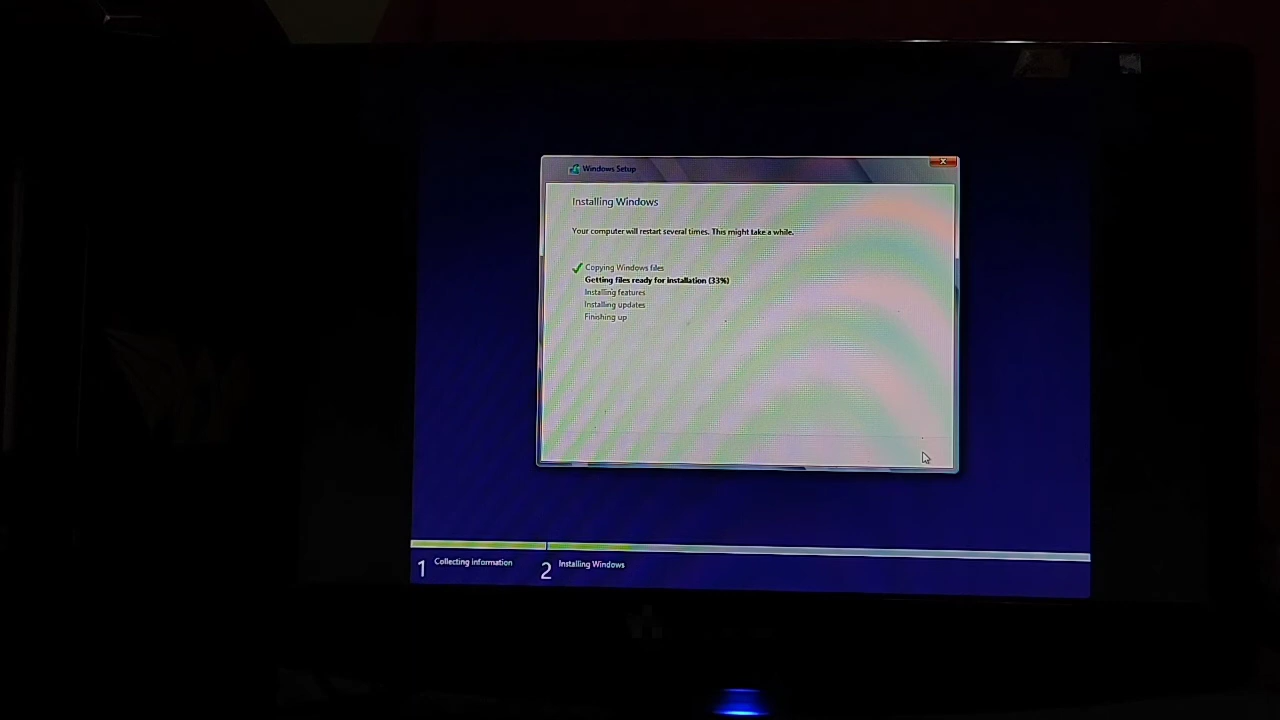 Windows Setup
Installing Windows
Your computer will restart several times. This might take a while.
Copying Windows files
Getting files ready for installation (33%)
Installing features
Installing updates
Finishing up
1 Collecting information
2 Installing Windows